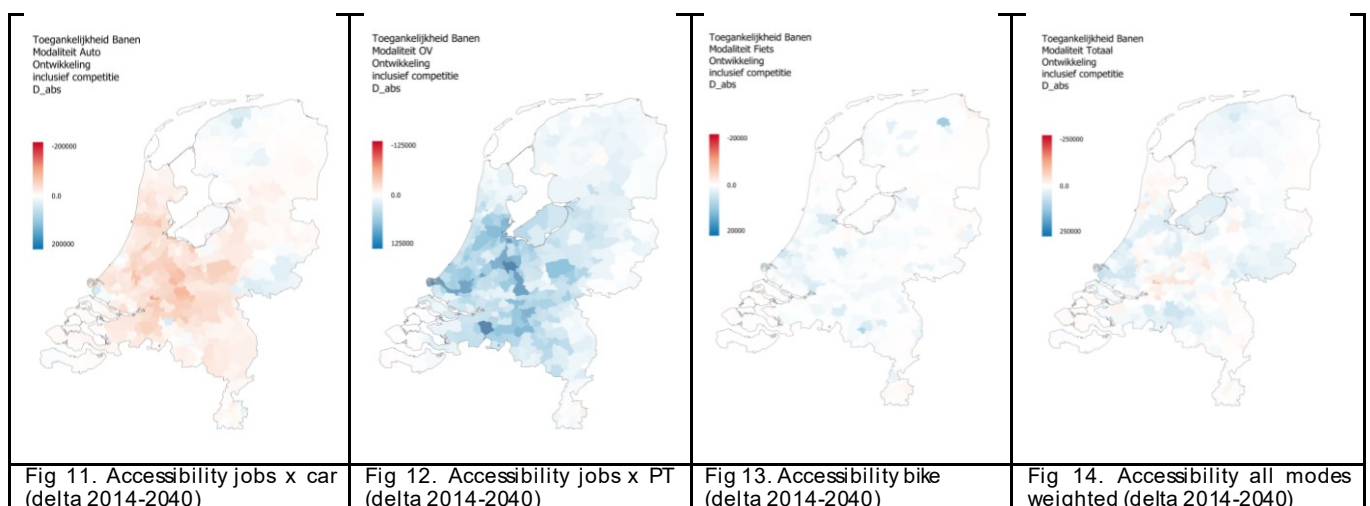 Toegankelijkheid Banen
Modaliteit Auto
Ontwikkeling
inclusief competitie
D_abs
-200000
0.0
200000
Fig 11. Accessibility jobs x car
(delta 2014-2040)
Toegankelijkheid Banen
Modaliteit OV
Ontwikkeling
inclusief competitie
D_abs
-125000
0.0
125000
Fig 12. Accessibility jobs x PT
(delta 2014-2040)
Toegankelijkheid Banen
Modaliteit Fiets
Ontwikkeling
inclusief competitie
D_abs
-20000
0.0
20000
Fig 13. Accessibility bike
(delta 2014-2040)
Toegankelijkheid Banen
Modaliteit Totaal
Ontwikkeling
inclusief competitie
D_abs
-250000
0.0
250000
Fig 14. Accessibility all modes
weighted (delta 2014-2040)